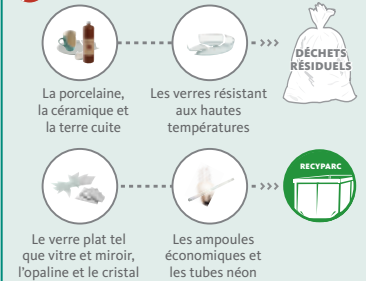 DÉCHETS
RÉSIDUELS
La porcelaine,
la céramique et
la terre cuite
Les verres résistant
aux hautes
températures
RECYPARC
Le verre plat tel
que vitre et miroir,
l'opaline et le cristal
Les ampoules
économiques et
les tubes néon